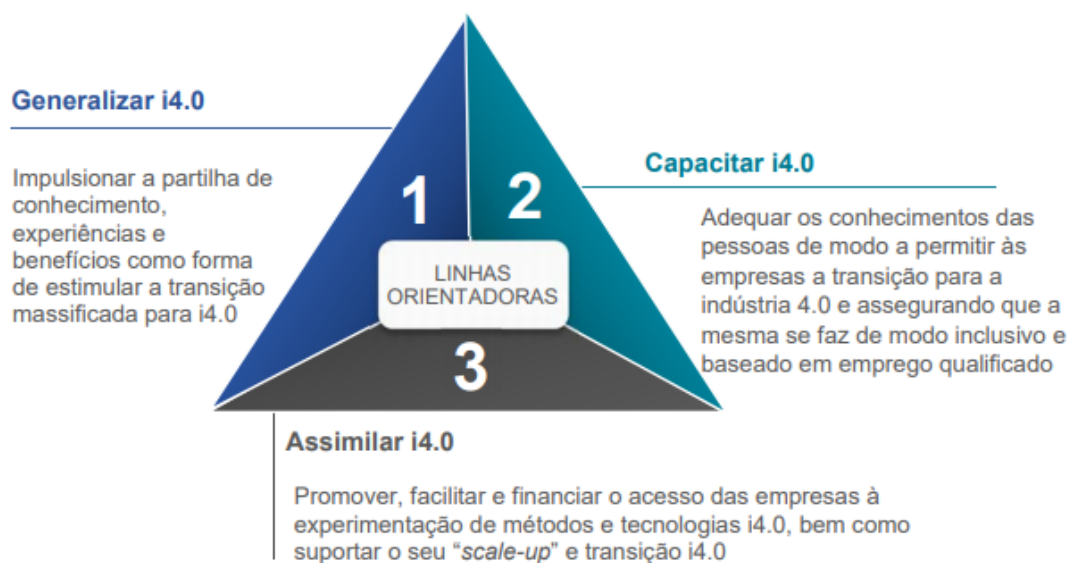 Generalizar i4.0
Impulsionar a partilha de
conhecimento,
experiências e
benefícios como forma
de estimular a transição
massificada para i4.0
1
2
LINHAS
ORIENTADORAS
3
Capacitar i4.0
Adequar os conhecimentos das
pessoas de modo a permitir às
empresas a transição para a
indústria 4.0 e assegurando que a
mesma se faz de modo inclusivo e
baseado em emprego qualificado
Assimilar i4.0
Promover, facilitar e financiar o acesso das empresas à
experimentação de métodos e tecnologias i4.0, bem como
suportar o seu “scale-up” e transição i4.0